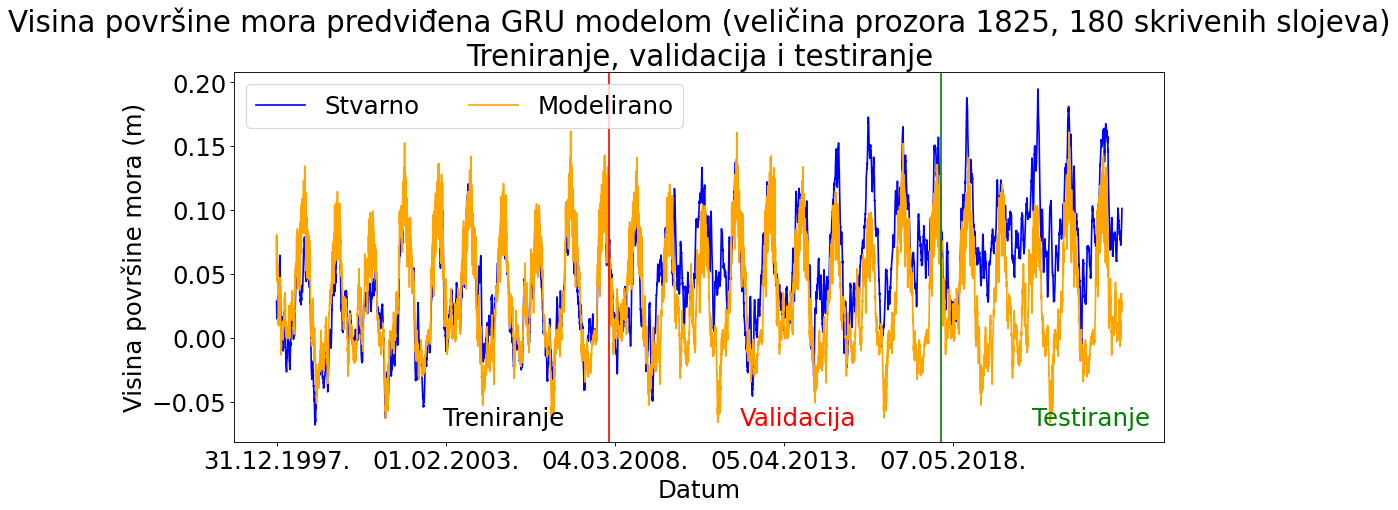 Visina površine mora predviđena GRU modelom (veličina prozora 1825, 180 skrivenih slojeva)
Treniranje, validacija i testiranje
Stvarno Modelirano
Visina površine mora (m)
0.20
0.15
0.10
0.05
0.00
−0.05
Treniranje Validacija Testiranje
31.12.1997. 01.02.2003. 04.03.2008. 05.04.2013. 07.05.2018.
Datum